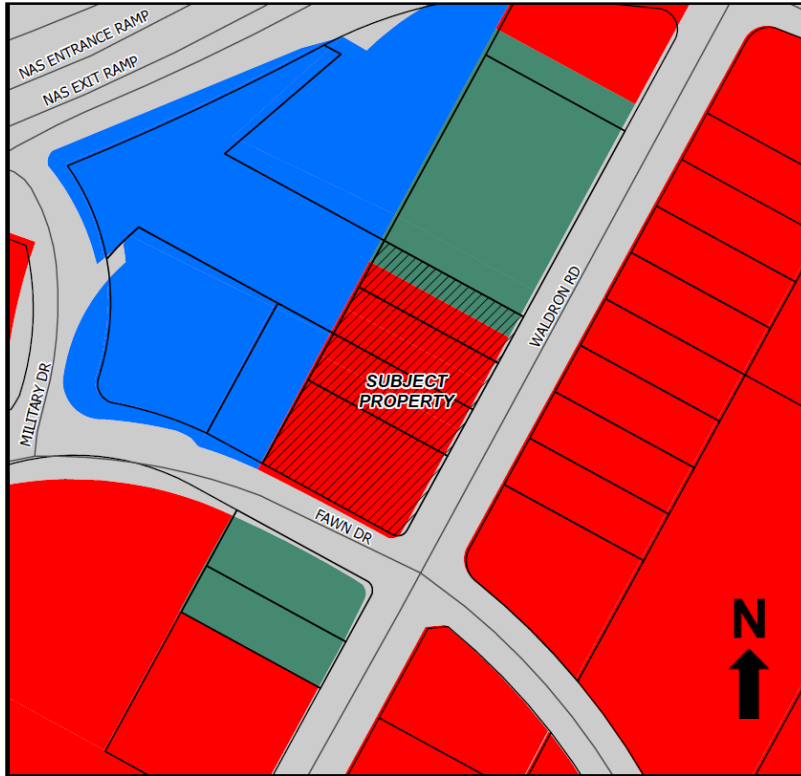 NAS ENTRANCE RAMP
NAS EXIT RAMP
WALDRON RD
SUBJECT
PROPERTY
MILITARY DR
FAWN DR
N